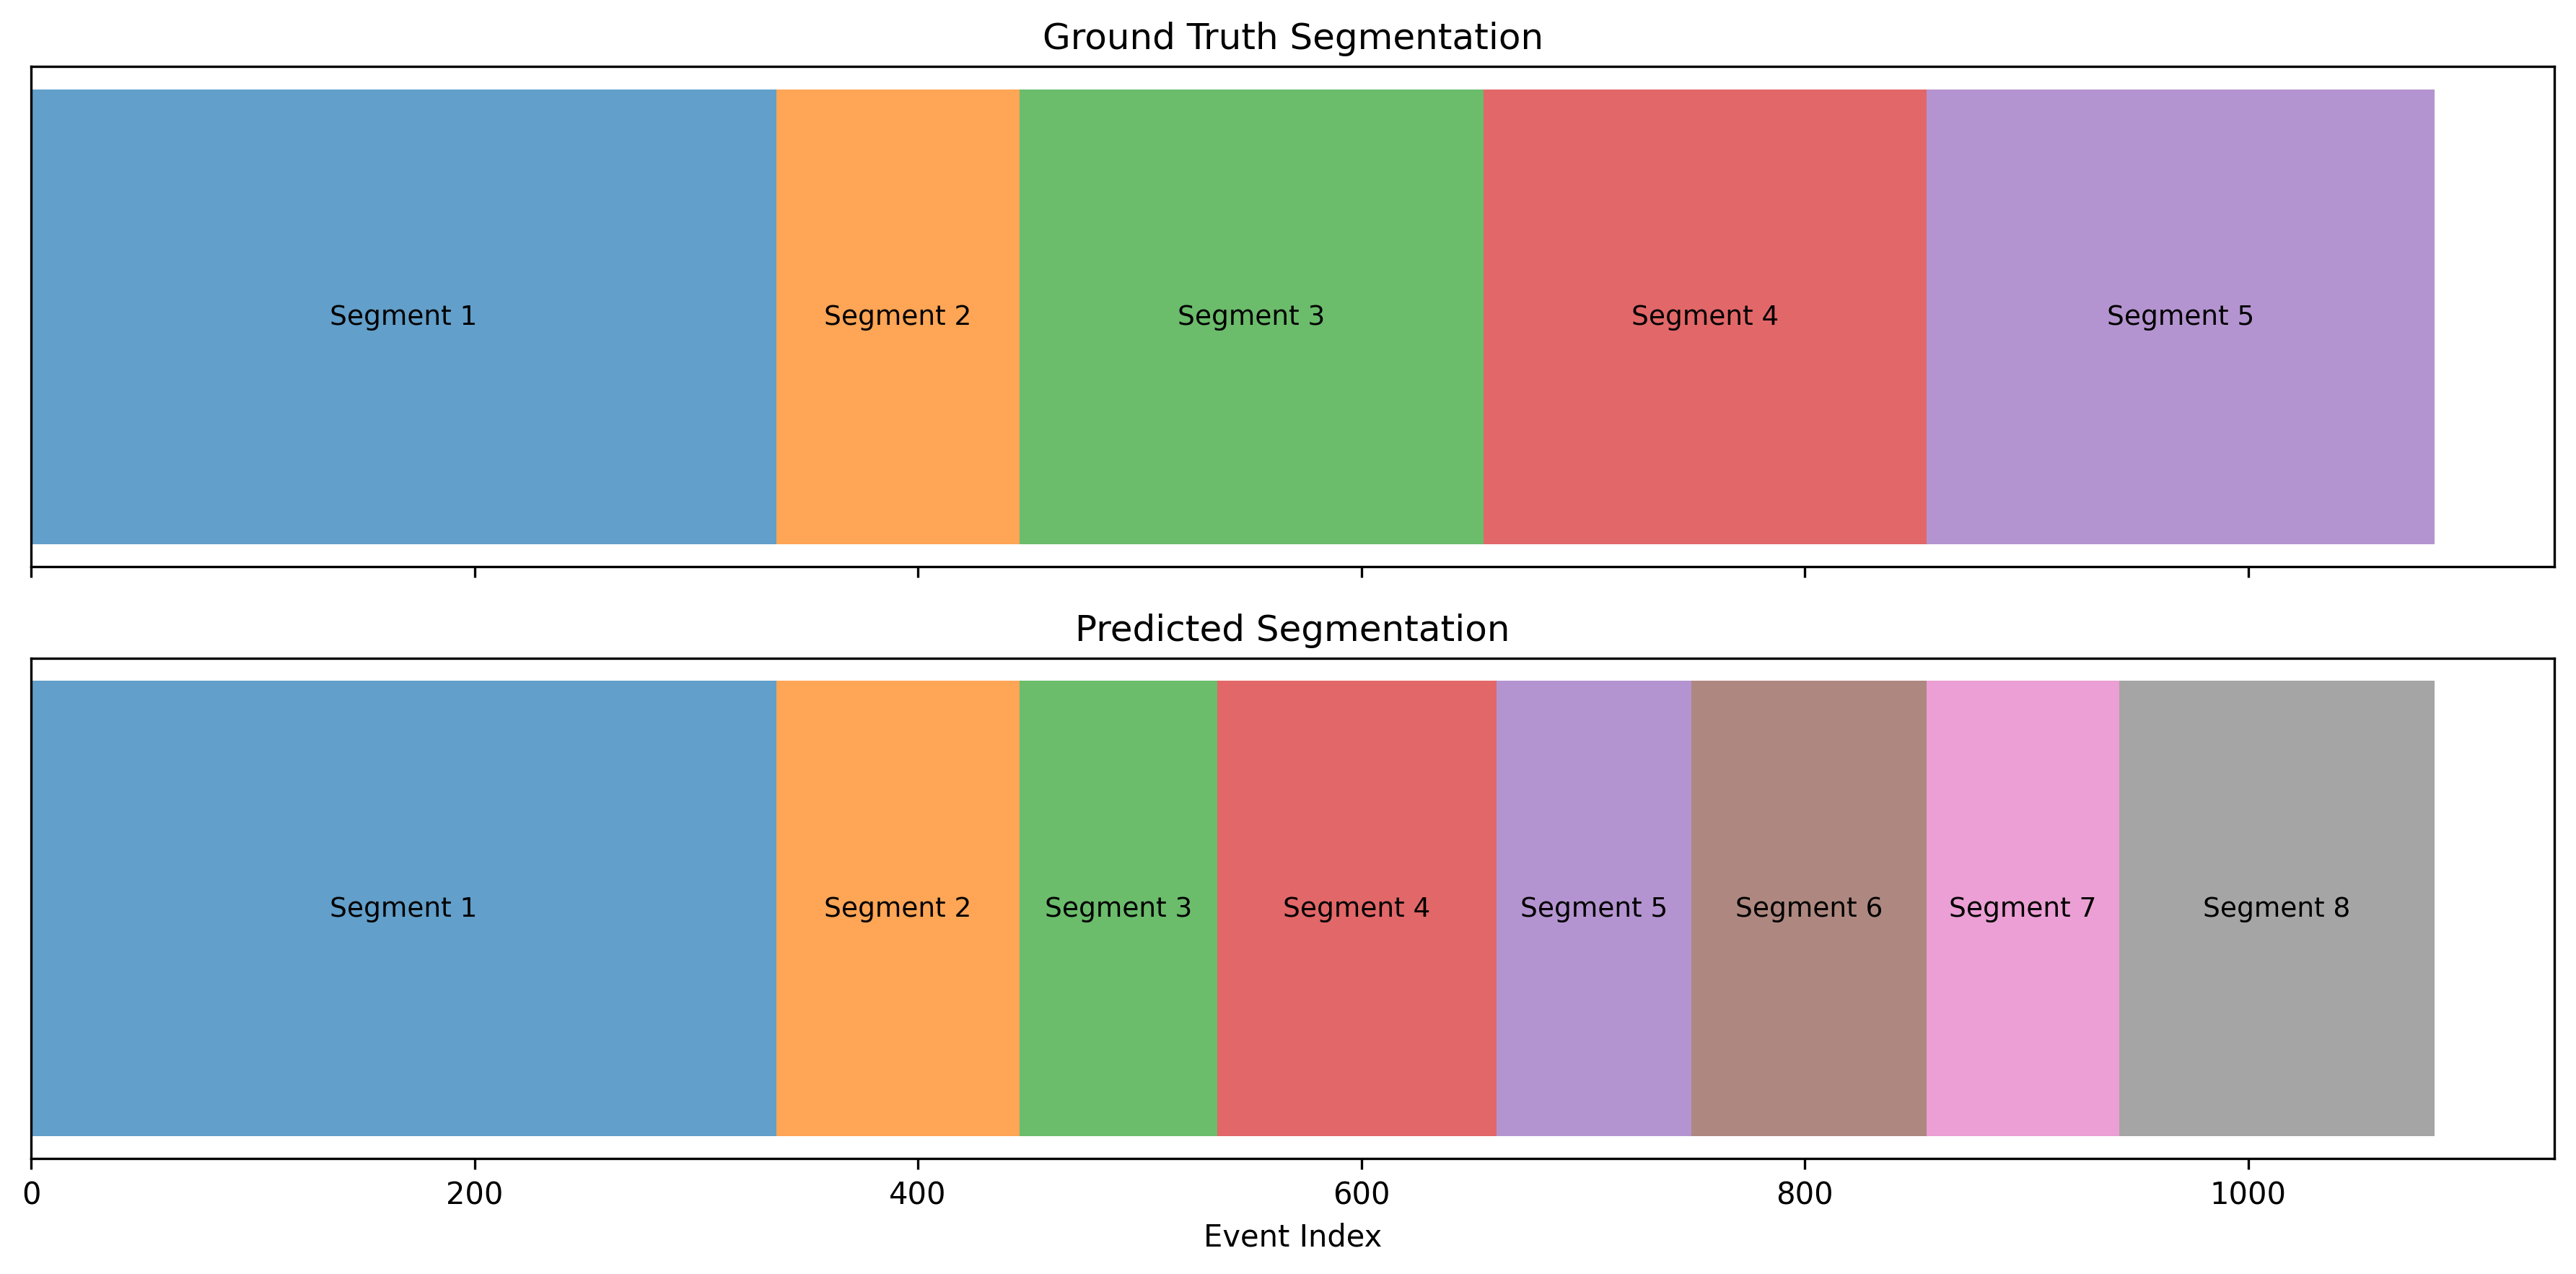 Ground Truth Segmentation
Segment 1 Segment 2 Segment 3 Segment 4 Segment 5
Predicted Segmentation
Segment 1 Segment 2 Segment 3 Segment 4 Segment 5 Segment 6 Segment 7 Segment 8
0 200 400 600 800 1000
Event Index